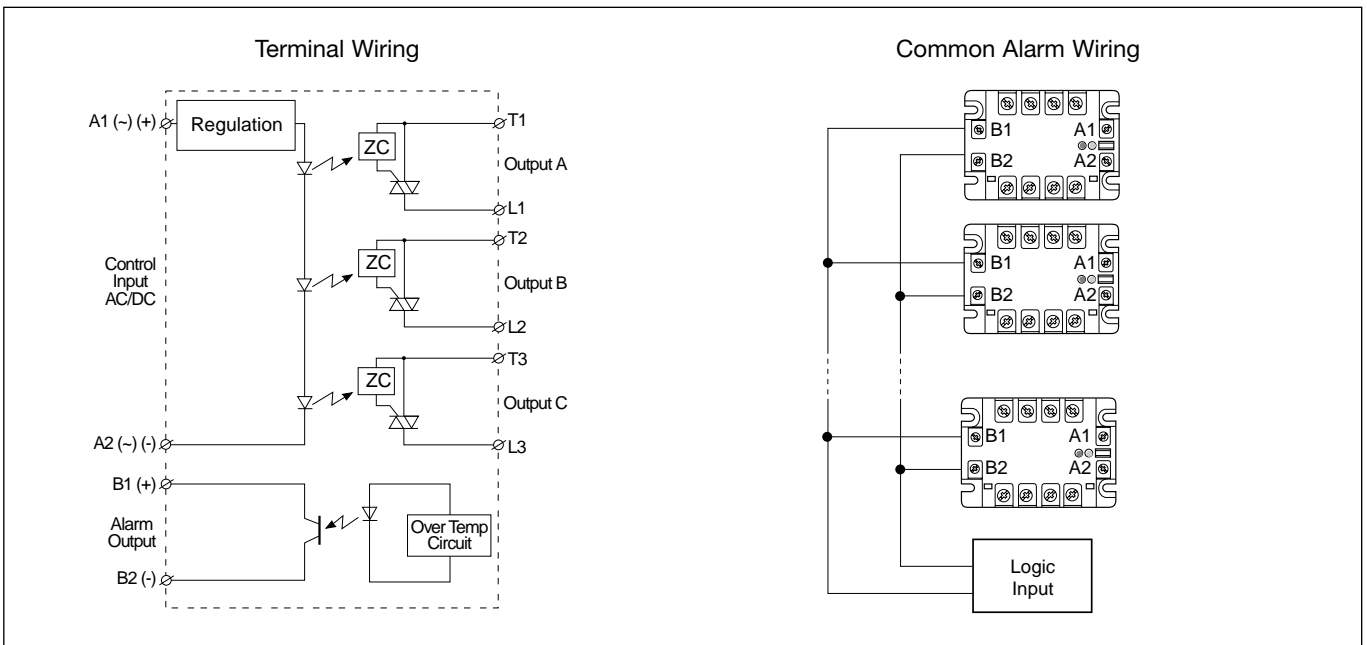 Terminal Wiring
A1 (~) (+)
Regulation
ZC
T1
Output A
L1
T2
ZC
Output B
L2
Control
Input
AC/DC
T3
ZC
Output C
L3
A2 (~) (-)
B1 (+)
Alarm
Output
Over Temp
Circuit
B2 (-)
Common Alarm Wiring
B1 A1
B2 A2
B1 A1
B2 A2
B1 A1
B2 A2
Logic
Input